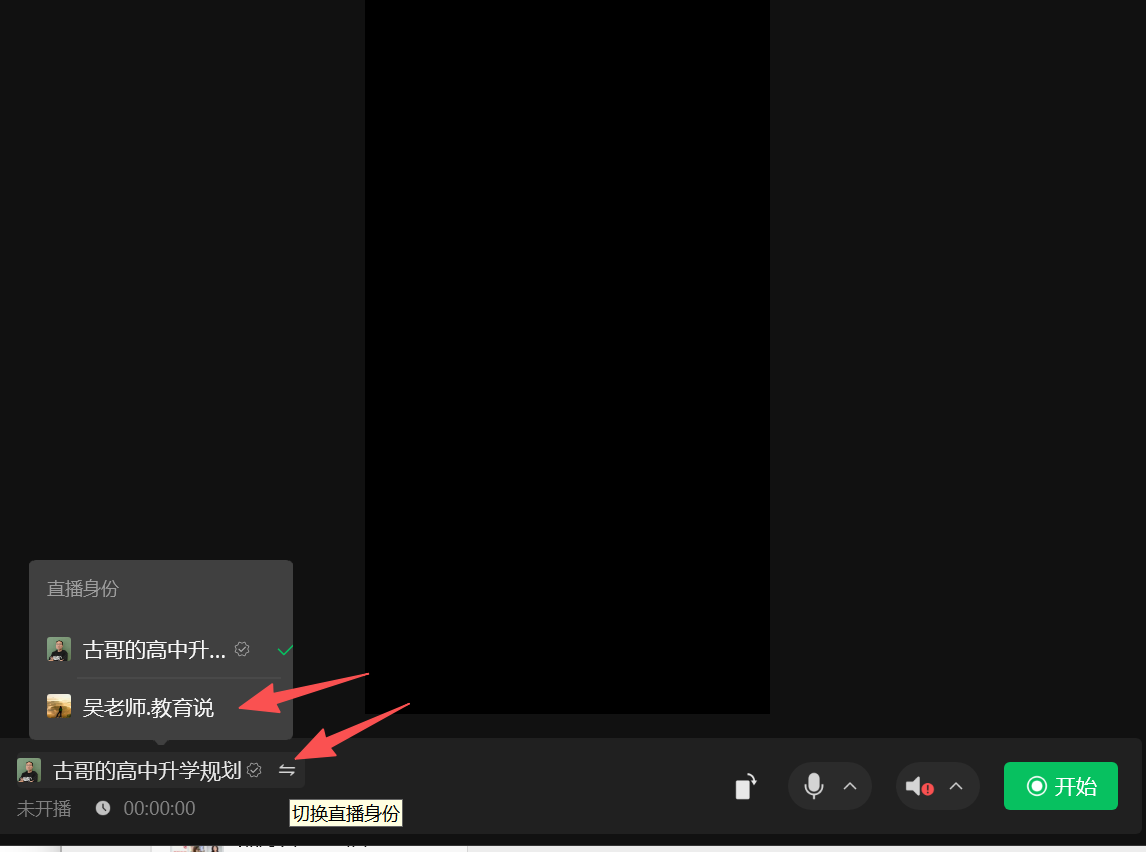 直播身份
古哥的高中升...
吴老师.教育说
古哥的高中升学规划
未开播 00:00:00
切换直播身份
开始